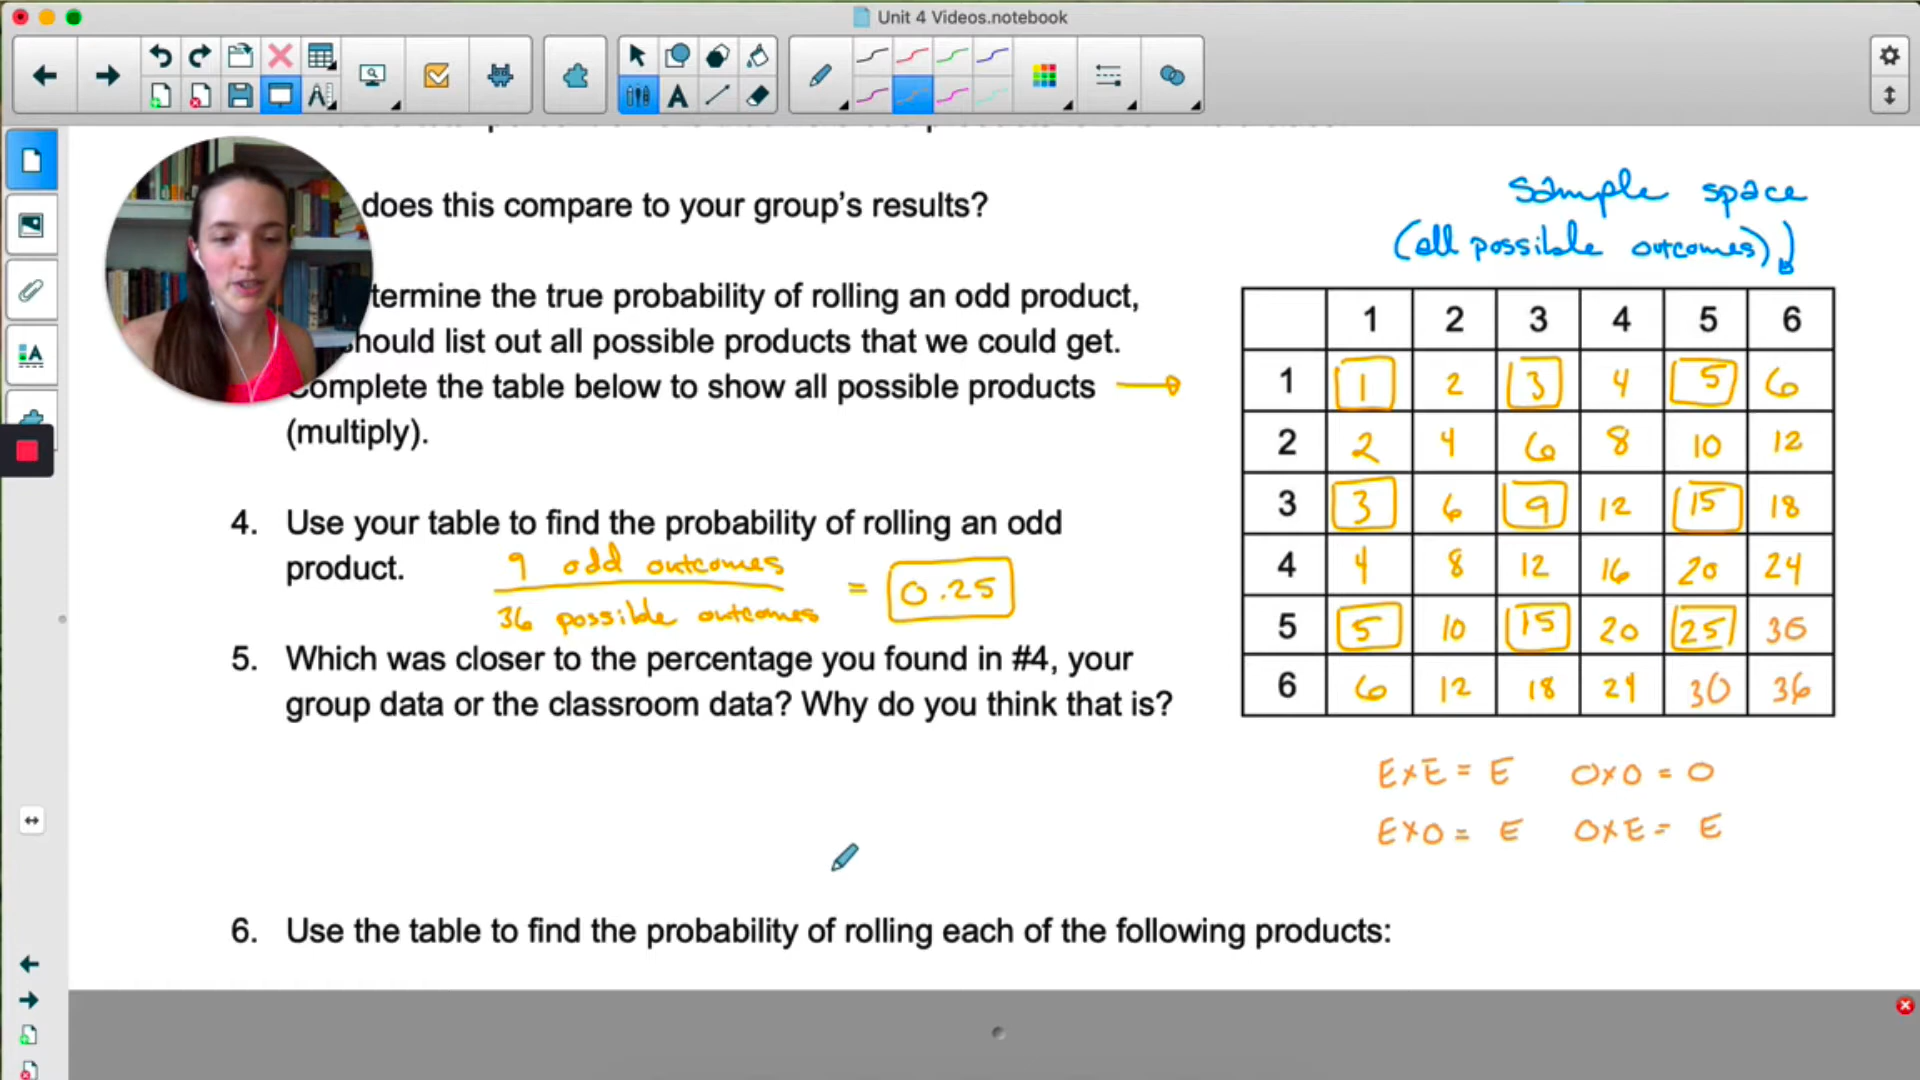 Unit 4 Videos.notebook
does this compare to your group's results?
termine the true probability of rolling an odd product,
should list out all possible products that we could get.
Complete the table below to show all possible products
(multiply).
4. Use your table to find the probability of rolling an odd
product.
9 odd outcomes
36 possible outcomes
= 0.25
5. Which was closer to the percentage you found in #4, your
group data or the classroom data? Why do you think that is?
6. Use the table to find the probability of rolling each of the following products:
sample space
(all possible outcomes)
1 2 3 4 5 6
1 1 2 3 4 5 6
2 2 4 6 8 10 12
3 3 6 9 12 15 18
4 4 8 12 16 20 24
5 5 10 15 20 25 30
6 6 12 18 24 30 36
E×E = E O×O = O
E×O = E O×E = E